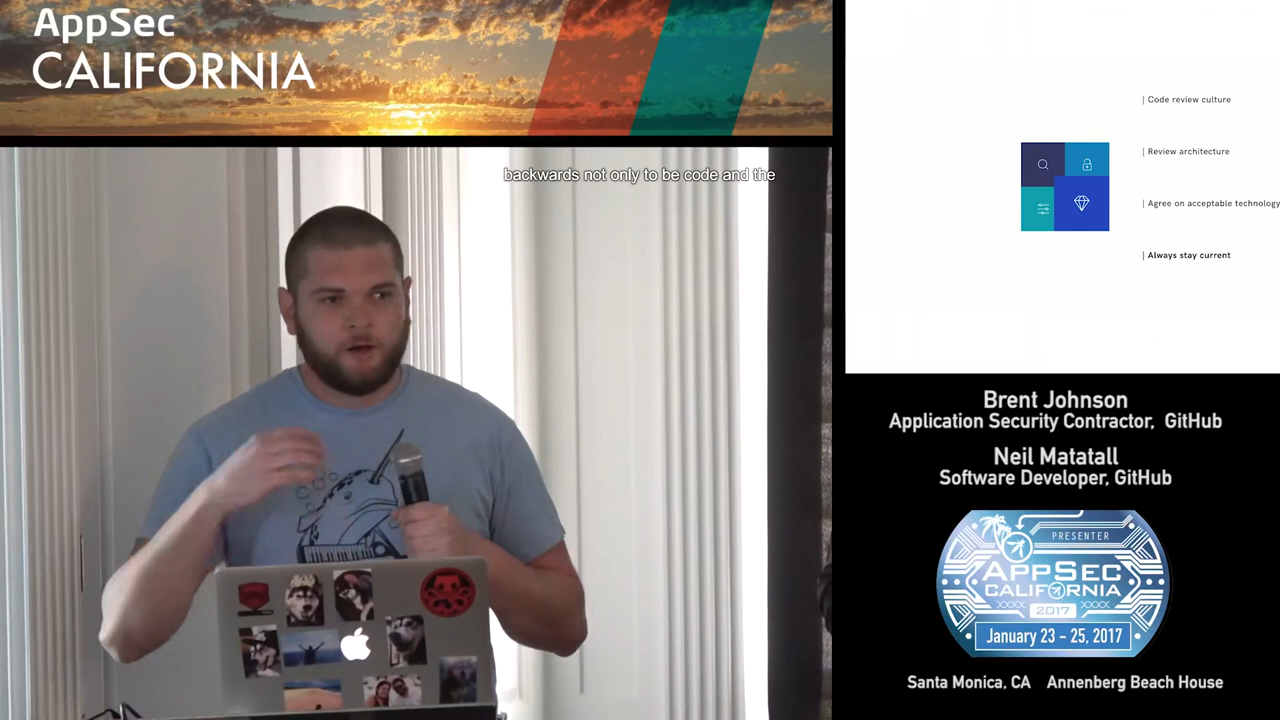 AppSec
CALIFORNIA
backwards not only to be code and the
| Code review culture
| Review architecture
| Agree on acceptable technology
| Always stay current
Brent Johnson
Application Security Contractor, GitHub
Neil Matatall
Software Developer, GitHub
PRESENTER
APPSEC
CALIFORNIA
2017
January 23 - 25, 2017
Santa Monica, CA Annenberg Beach House